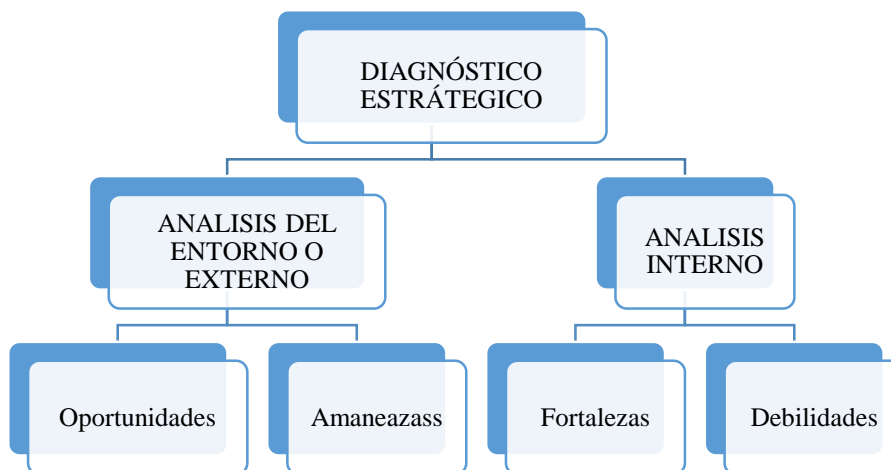 DIAGNÓSTICO
ESTRÁTEGICO
ANALISIS DEL
ENTORNO O
EXTERNO
ANALISIS
INTERNO
Oportunidades
Amaneazass
Fortalezas
Debilidades